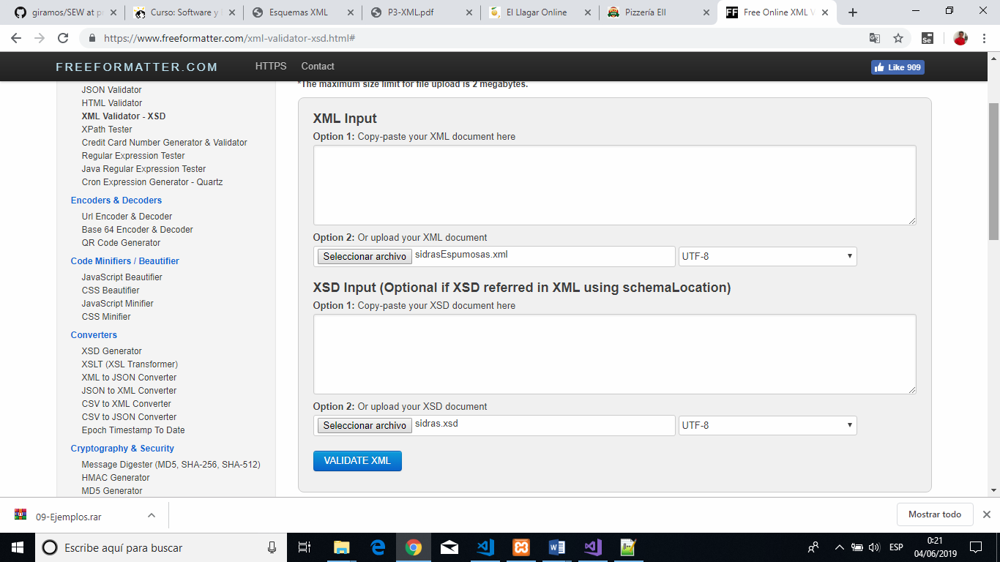 giramos/SEW at p
Curso: Software y
Esquemas XML
P3-XML.pdf
El Llagar Online
Pizzería Ell
Free Online XML V
https://www.freeformatter.com/xml-validator-xsd.html#
Se
FREEFORMATTER.COM
HTTPS
Contact
Like 909
JSON Validator
HTML Validator
XML Validator - XSD
XPath Tester
Credit Card Number Generator & Validator
Regular Expression Tester
Java Regular Expression Tester
Cron Expression Generator - Quartz
Encoders & Decoders
Url Encoder & Decoder
Base 64 Encoder & Decoder
QR Code Generator
Code Minifiers / Beautifier
JavaScript Beautifier
CSS Beautifier
JavaScript Minifier
CSS Minifier
Converters
XSD Generator
XSLT (XSL Transformer)
XML to JSON Converter
JSON to XML Converter
CSV to XML Converter
CSV to JSON Converter
Epoch Timestamp To Date
Cryptography & Security
Message Digester (MD5, SHA-256, SHA-512)
HMAC Generator
MD5 Generator
*The maximum size limit for file upload is 2 megabytes.
XML Input
Option 1: Copy-paste your XML document here
Option 2: Or upload your XML document
Seleccionar archivo sidrasEspumosas.xml
UTF-8
XSD Input (Optional if XSD referred in XML using schemaLocation)
Option 1: Copy-paste your XSD document here
Option 2: Or upload your XSD document
Seleccionar archivo sidras.xsd
UTF-8
VALIDATE XML
09-Ejemplos.rar
Mostrar todo
Escribe aquí para buscar
ESP
0:21
04/06/2019